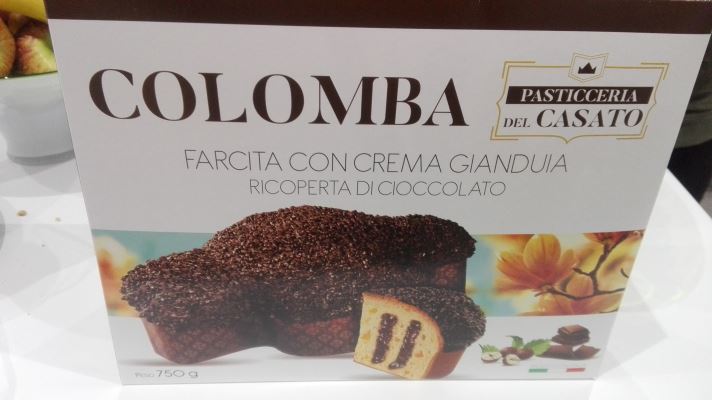 COLOMBA
PASTICCERIA
DEL CASATO
FARCITA CON CREMA GIANDUIA
RICOPERTA DI CIOCCOLATO
PESO 750 g